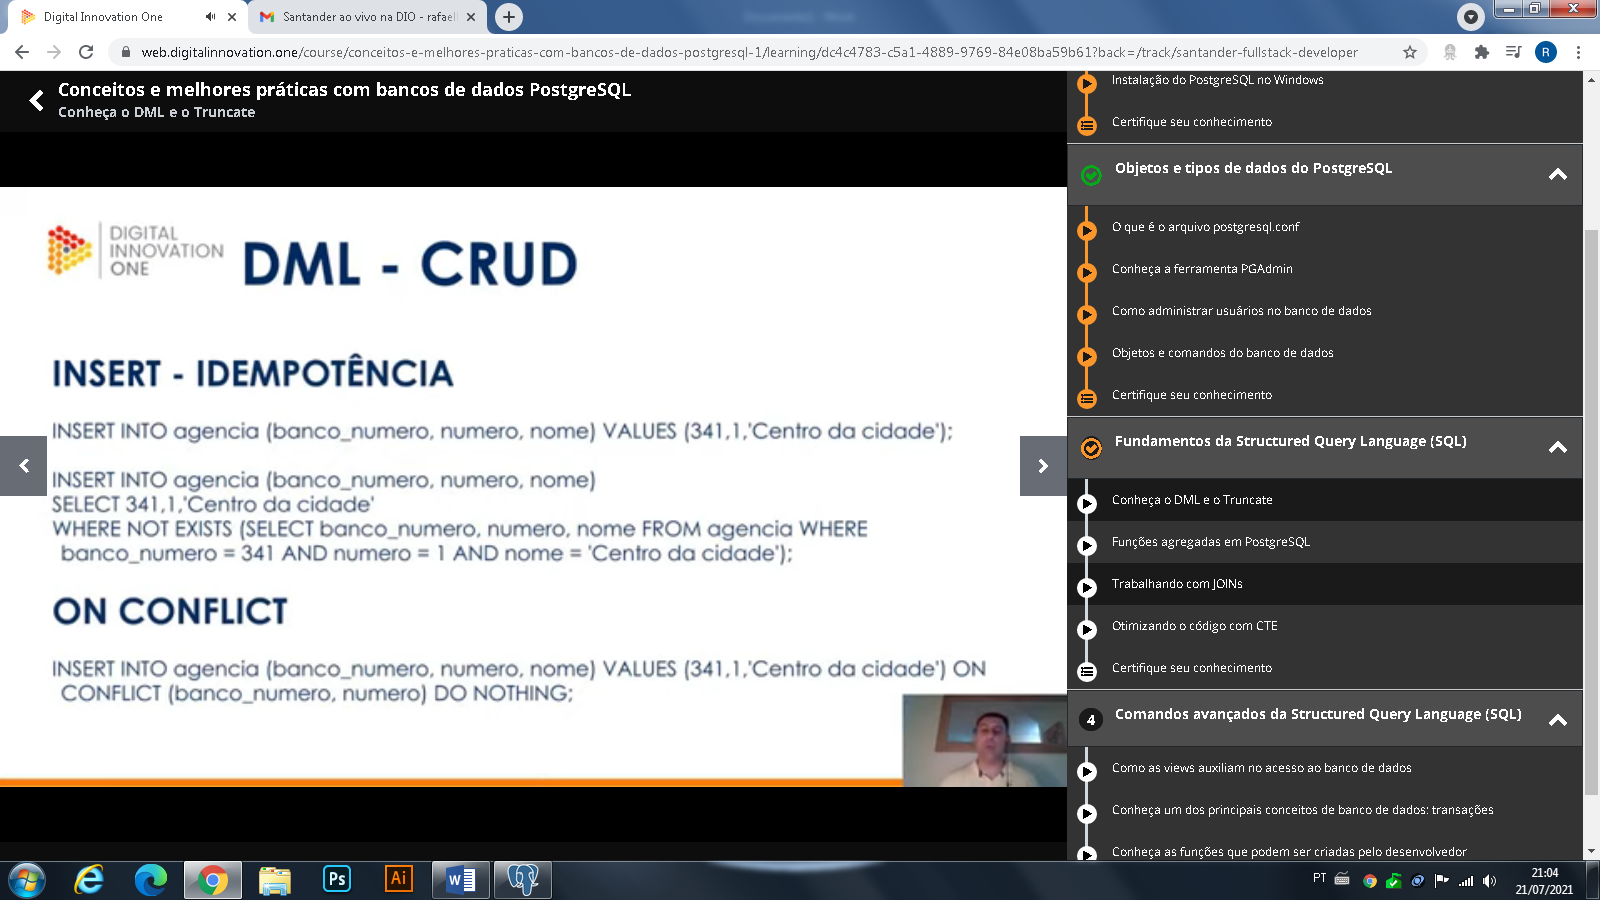 Digital Innovation One
Santander ao vivo na DIO - rafael
web.digitalinnovation.one/course/conceitos-e-melhores-praticas-com-bancos-de-dados-postgresql-1/learning/dc4c4783-c5a1-4889-9769-84e08ba59b61?back=/track/santander-fullstack-developer
R
Conceitos e melhores práticas com bancos de dados PostgreSQL
Conheça o DML e o Truncate
DIGITAL
INNOVATION
ONE
DML - CRUD
INSERT - IDEMPOTÊNCIA
INSERT INTO agencia (banco_numero, numero, nome) VALUES (341,1,'Centro da cidade');
INSERT INTO agencia (banco_numero, numero, nome)
SELECT 341,1,'Centro da cidade'
WHERE NOT EXISTS (SELECT banco_numero, numero, nome FROM agencia WHERE
banco_numero = 341 AND numero = 1 AND nome = 'Centro da cidade');
ON CONFLICT
INSERT INTO agencia (banco_numero, numero, nome) VALUES (341,1,'Centro da cidade') ON
CONFLICT (banco_numero, numero) DO NOTHING;
Instalação do PostgreSQL no Windows
Certifique seu conhecimento
Objetos e tipos de dados do PostgreSQL
O que é o arquivo postgresql.conf
Conheça a ferramenta PGAdmin
Como administrar usuários no banco de dados
Objetos e comandos do banco de dados
Certifique seu conhecimento
Fundamentos da Structured Query Language (SQL)
Conheça o DML e o Truncate
Funções agregadas em PostgreSQL
Trabalhando com JOINs
Otimizando o código com CTE
Certifique seu conhecimento
4 Comandos avançados da Structured Query Language (SQL)
Como as views auxiliam no acesso ao banco de dados
Conheça um dos principais conceitos de banco de dados: transações
Conheça as funções que podem ser criadas pelo desenvolvedor
Ps
Ai
W
PT
21:04
21/07/2021